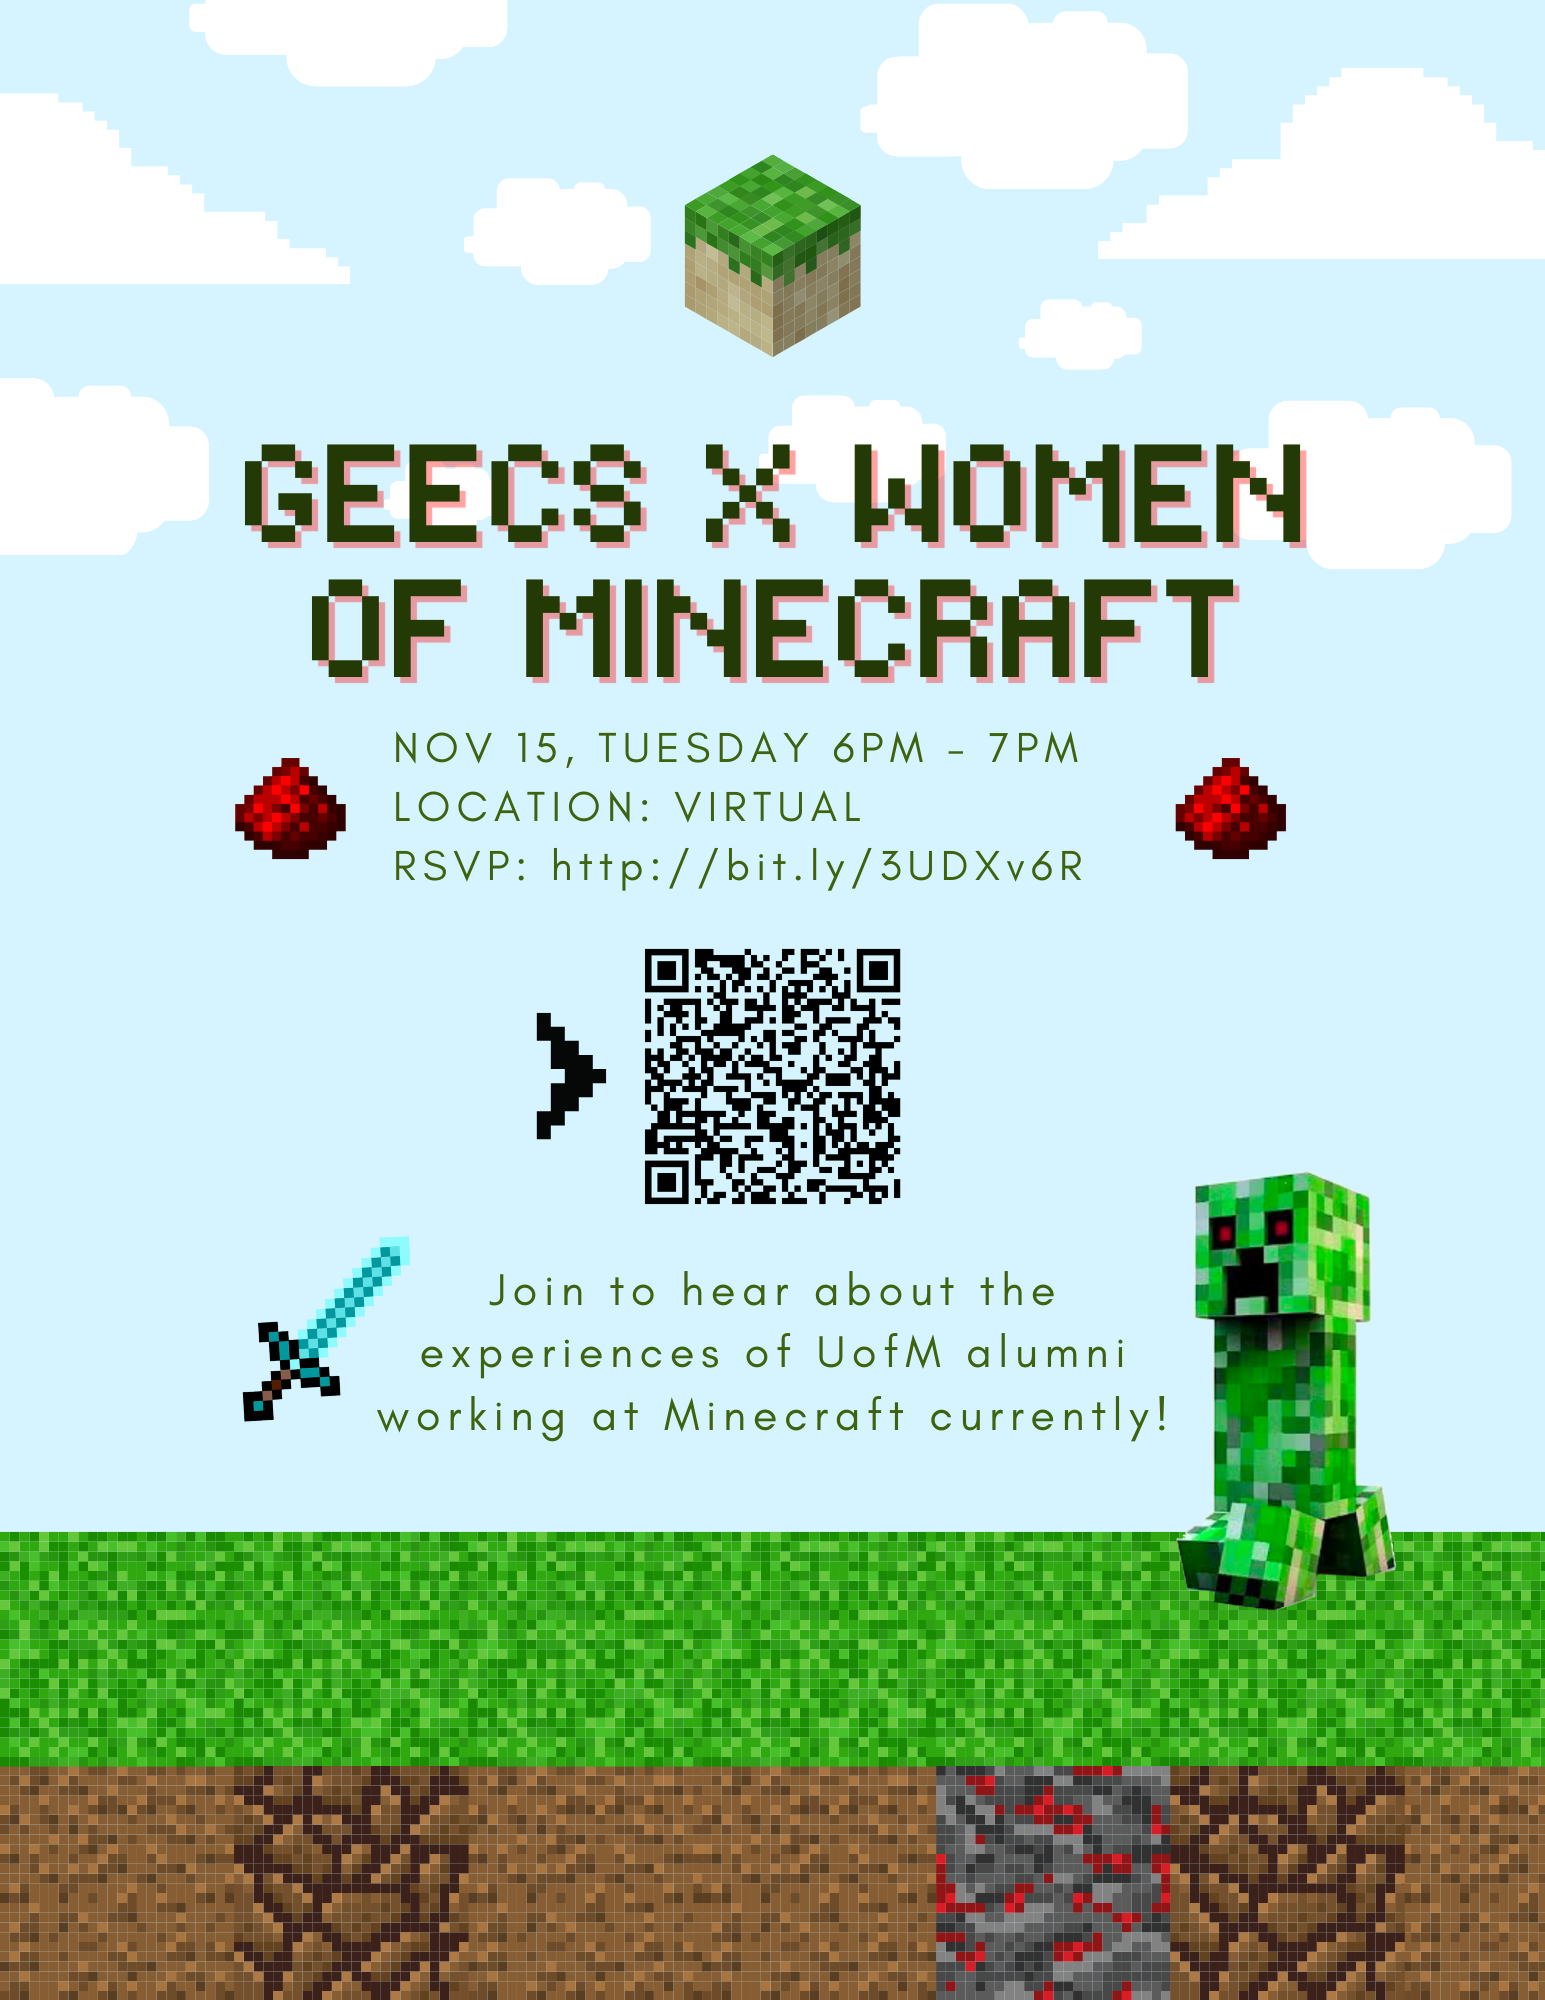 GEECS X WOMEN
OF MINECRAFT
NOV 15, TUESDAY 6PM - 7PM
LOCATION: VIRTUAL
RSVP: http://bit.ly/3UDXv6R
Join to hear about the
experiences of UofM alumni
working at Minecraft currently!